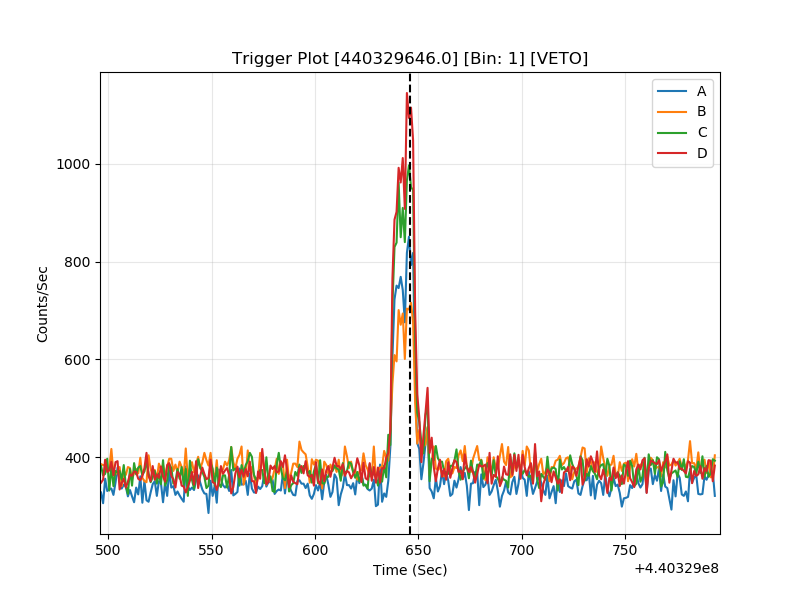 Trigger Plot [440329646.0] [Bin: 1] [VETO]
A
B
C
D
1000
800
600
400
Counts/Sec
500 550 600 650 700 750
Time (Sec)
+4.40329e8